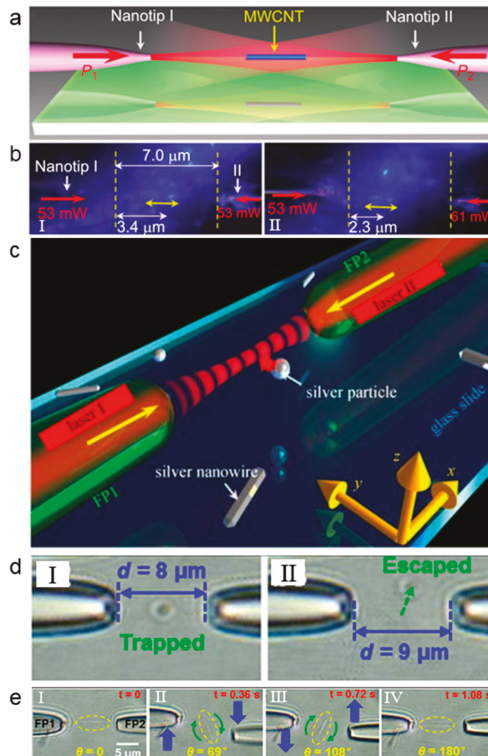 a
Nanotip I
MWCNT
Nanotip II
P1
P2
b
Nanotip I
7.0 μm
II
53 mW
53 mW
3.4 μm
I
53 mW
61 mW
2.3 μm
II
c
FP2
laser II
laser I
silver particle
glass slide
silver nanowire
FP1
z
y
x
d
I
d = 8 μm
Trapped
II
Escaped
d = 9 μm
e
I
t = 0
FP1
FP2
5 μm
θ = 0
II
t = 0.36 s
θ = 69°
III
t = 0.72 s
θ = 108°
IV
t = 1.08 s
θ = 180°